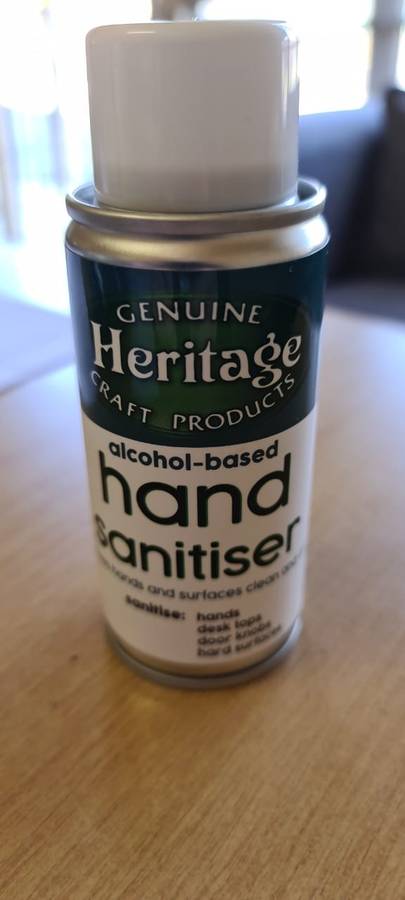 GENUINE
Heritage
CRAFT PRODUCTS
alcohol-based
hand
sanitiser
hands and surfaces clean and
sanitise: hands
desk tops
door knobs
hard surfaces